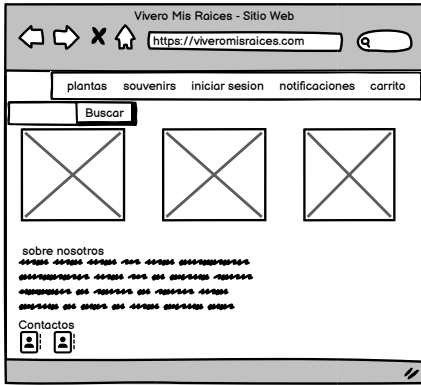 Vivero Mis Raices - Sitio Web
https://viveromisraices.com
plantas souvenirs iniciar sesion notificaciones carrito
Buscar
sobre nosotros
Contactos